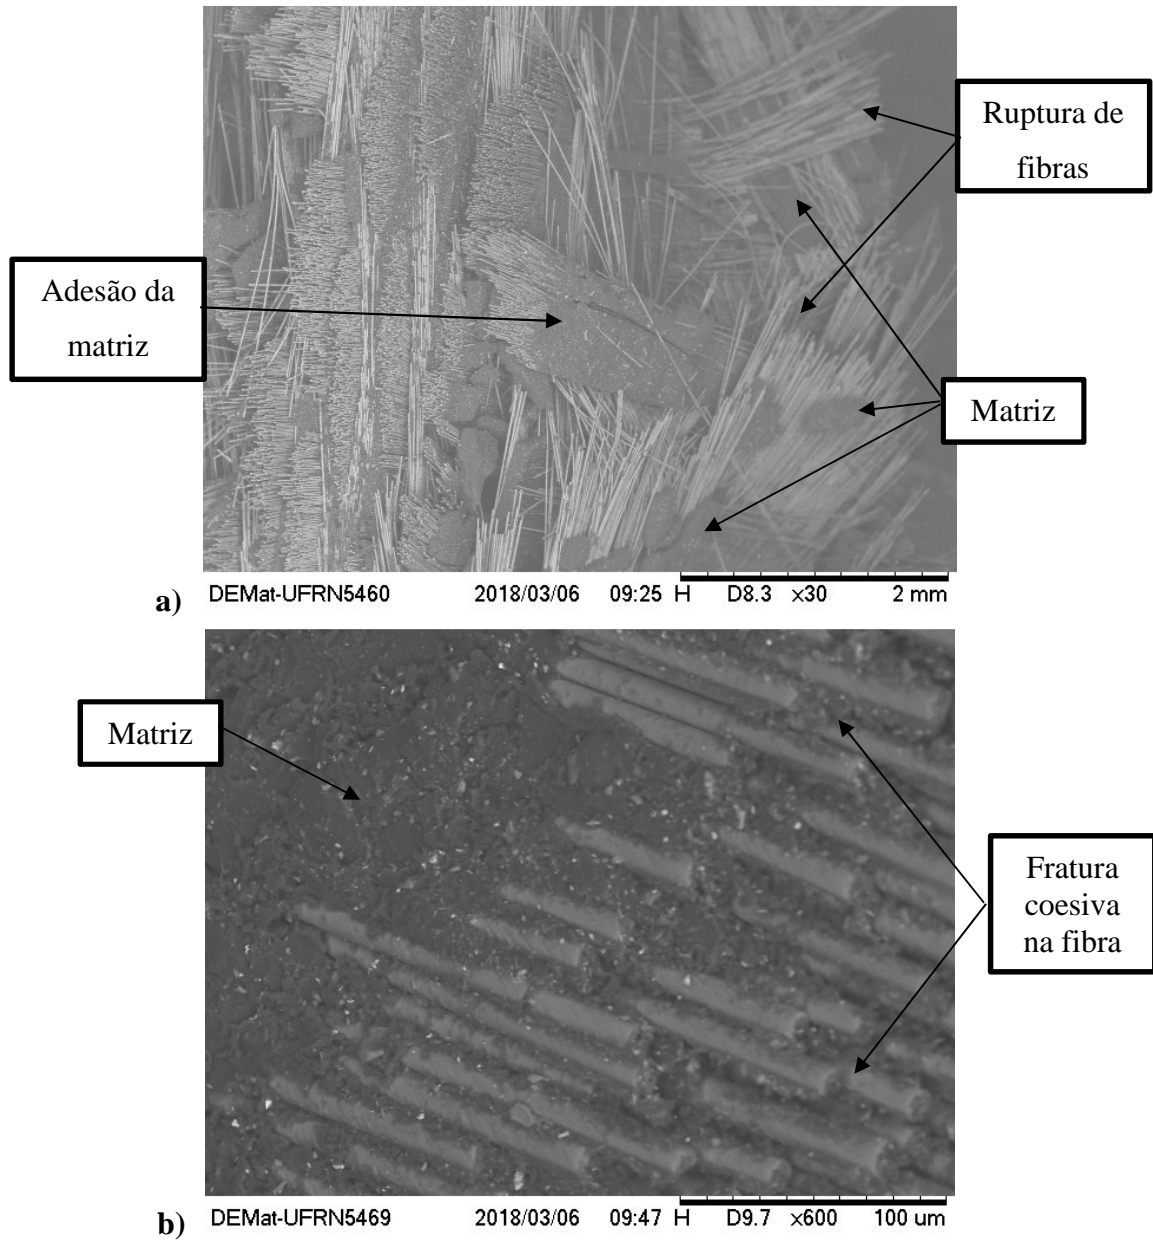 Ruptura de
fibras
Adesão da
matriz
Matriz
a) DEMat-UFRN5460 2018/03/06 09:25 H D8.3 x30 2 mm
Matriz
Fratura
coesiva
na fibra
b) DEMat-UFRN5469 2018/03/06 09:47 H D9.7 x600 100 um